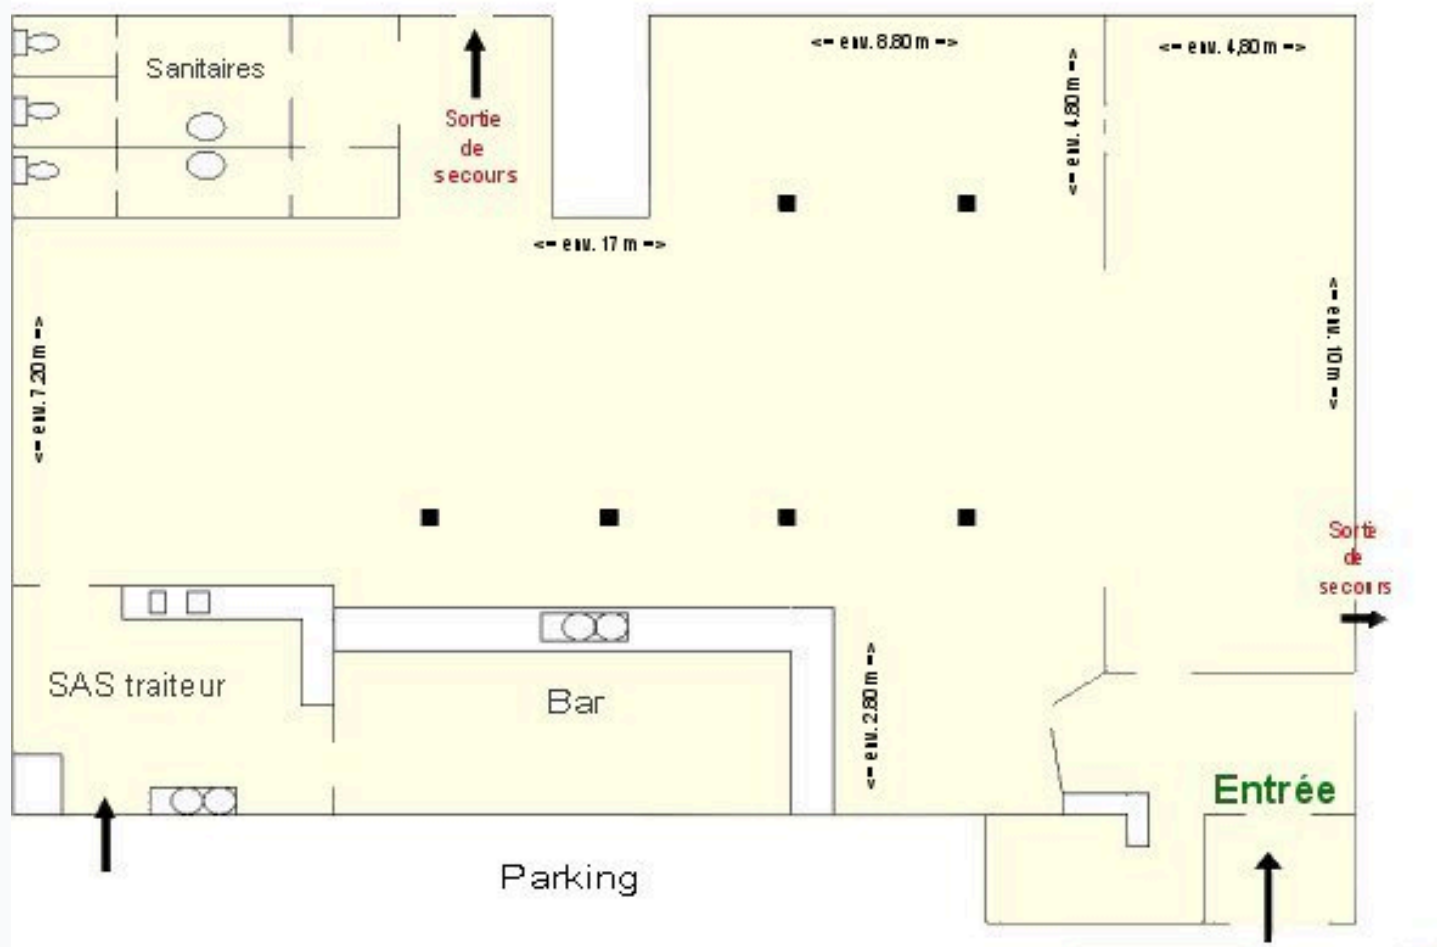 <- env. 8.80 m ->
<- env. 4,80 m ->
Sanitaires
<- env. 4.80 m ->
Sortie
de
secours
<- env. 17 m ->
<- env. 7.20 m ->
<- env. 10 m ->
Sortie
de
secours
SAS traiteur
Bar
<- env. 2.80 m ->
Entrée
Parking